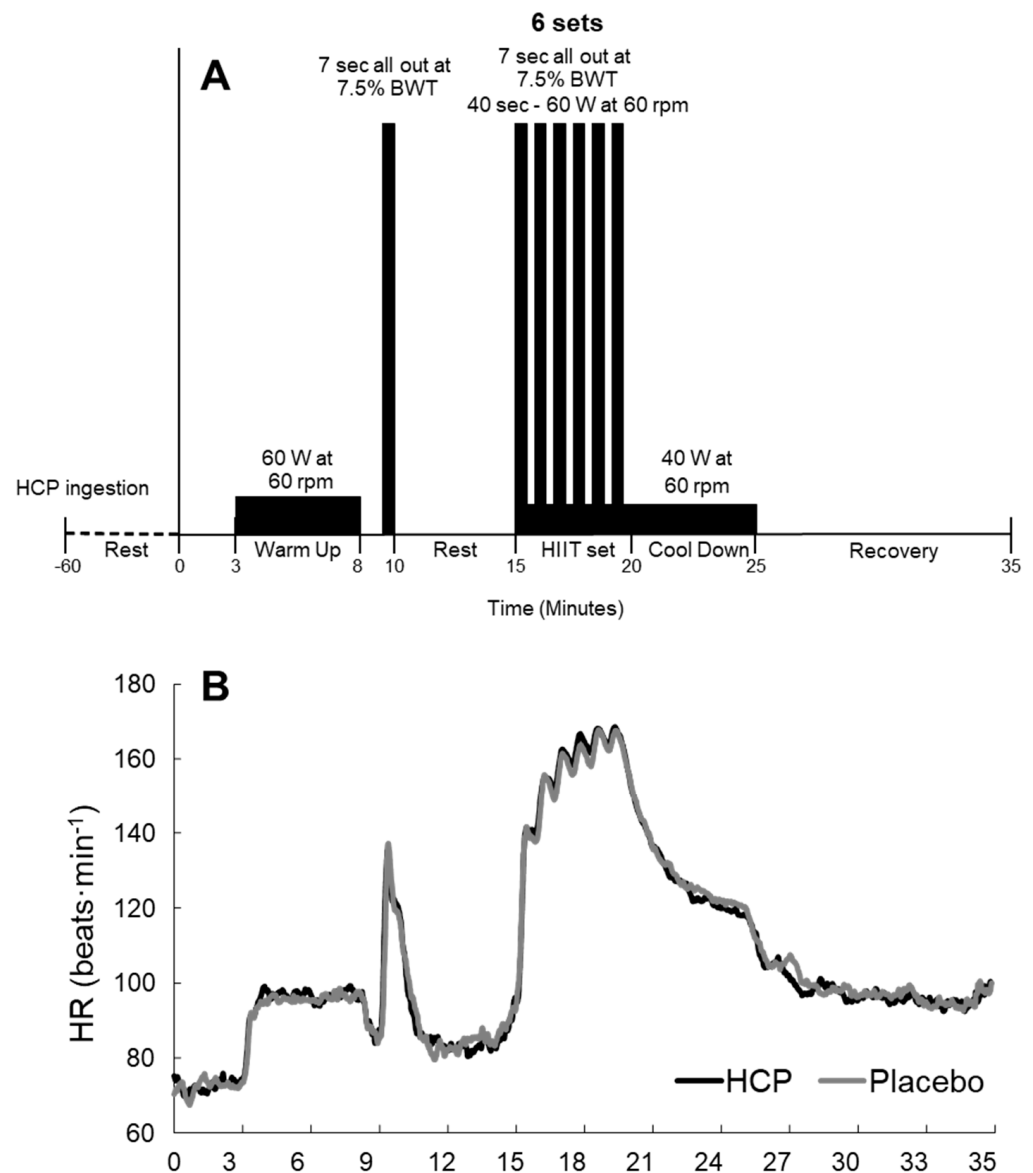 6 sets
A
7 sec all out at
7.5% BWT
7 sec all out at
7.5% BWT
40 sec - 60 W at 60 rpm
60 W at
60 rpm
40 W at
60 rpm
HCP ingestion
Rest
Warm Up
Rest
HIIT set
Cool Down
Recovery
-60 0 3 8 10 15 20 25 35
Time (Minutes)
B
HR (beats·min-1)
180
160
140
120
100
80
60
HCP Placebo
0 3 6 9 12 15 18 21 24 27 30 33 35